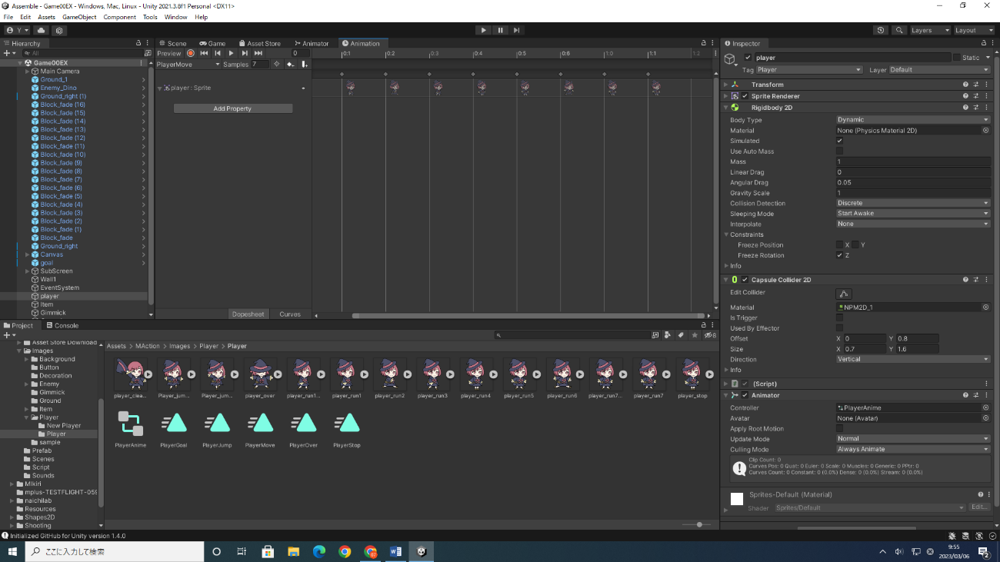 Assemble - Game00EX - Windows, Mac, Linux - Unity 2021.3.8f1 Personal <DX11>
File Edit Assets GameObject Component Tools Window Help
Y
Layers Layout
Hierarchy
All
Game00EX
Main Camera
Ground_1
Enemy_Dino
Ground_right (1)
Block_fade (16)
Block_fade (15)
Block_fade (14)
Block_fade (13)
Block_fade (12)
Block_fade (11)
Block_fade (10)
Block_fade (9)
Block_fade (8)
Block_fade (7)
Block_fade (6)
Block_fade (5)
Block_fade (4)
Block_fade (3)
Block_fade (2)
Block_fade (1)
Block_fade
Ground_right
Canvas
goal
SubScreen
Wall1
EventSystem
player
Item
Gimmick
Scene Game Asset Store Animator Animation
Preview 0
PlayerMove Samples 7
0:1 0:2 0:3 0:4 0:5 0:6 1:0 1:1 1:2
player : Sprite
Add Property
Dopesheet Curves
Project Console
8
Asset Store Download
Images
Background
Button
Decoration
Enemy
Gimmick
Ground
Item
Player
New Player
Player
sample
Prefab
Scenes
Script
Sounds
Mikiri
mplus-TESTFLIGHT-059
naichilab
Resources
Shapes2D
Shooting
Assets > MAction > Images > Player > Player
player_clea... player_jum... player_jum... player_over player_run1... player_run1 player_run2 player_run3 player_run4 player_run5 player_run6 player_run7... player_run7 player_stop
PlayerAnime PlayerGoal PlayerJump PlayerMove PlayerOver PlayerStop
Inspector
player Static
Tag Player Layer Default
Transform
Sprite Renderer
Rigidbody 2D
Body Type Dynamic
Material None (Physics Material 2D)
Simulated
Use Auto Mass
Mass 1
Linear Drag 0
Angular Drag 0.05
Gravity Scale 1
Collision Detection Discrete
Sleeping Mode Start Awake
Interpolate None
Constraints
Freeze Position X Y
Freeze Rotation Z
Info
Capsule Collider 2D
Edit Collider
Material NPM2D_1
Is Trigger
Used By Effector
Offset X 0 Y 0.8
Size X 0.7 Y 1.6
Direction Vertical
Info
(Script)
Animator
Controller PlayerAnime
Avatar None (Avatar)
Apply Root Motion
Update Mode Normal
Culling Mode Always Animate
Clip Count: 0
Curves Pos: 0 Quat: 0 Euler: 0 Scale: 0 Muscles: 0 Generic: 0 PPtr: 0
Curves Count: 0 Constant: 0 (0.0%) Dense: 0 (0.0%) Stream: 0 (0.0%)
Sprites-Default (Material)
Shader Sprites/Default Edit...
Initialized GitHub for Unity version 1.4.0
ここに入力して検索
9:55
2023/03/06
2